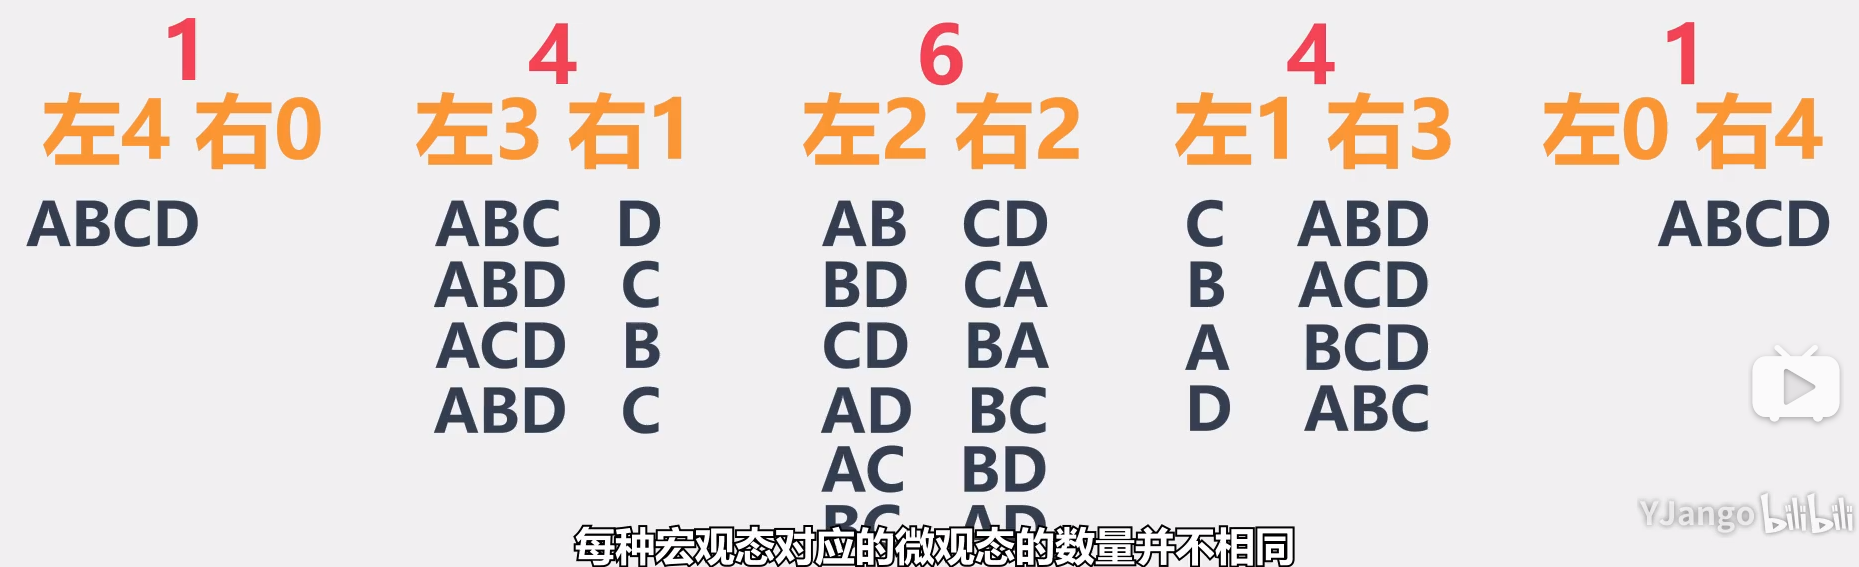 1 4 6 4 1
左4 右0 左3 右1 左2 右2 左1 右3 左0 右4
ABCD ABC D AB CD C ABD ABCD
ABD C BD CA B ACD
ACD B CD BA A BCD
ABD C AD BC D ABC
AC BD
BC AD
YJango bilibili
每种宏观态对应的微观态的数量并不相同